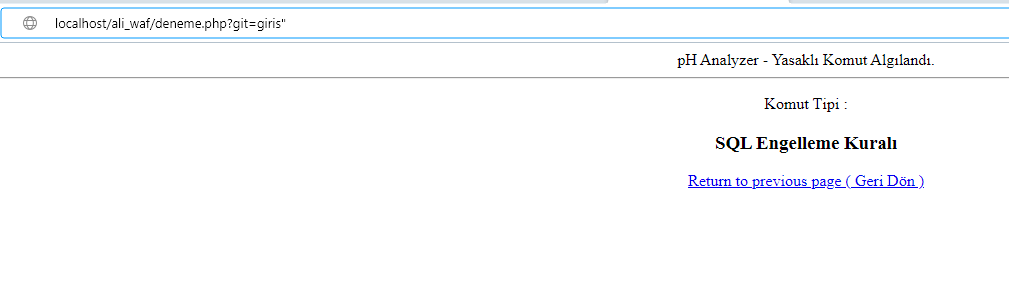 localhost/ali_waf/deneme.php?git=giris"
pH Analyzer - Yasaklı Komut Algılandı.
Komut Tipi :
SQL Engelleme Kuralı
Return to previous page ( Geri Dön )